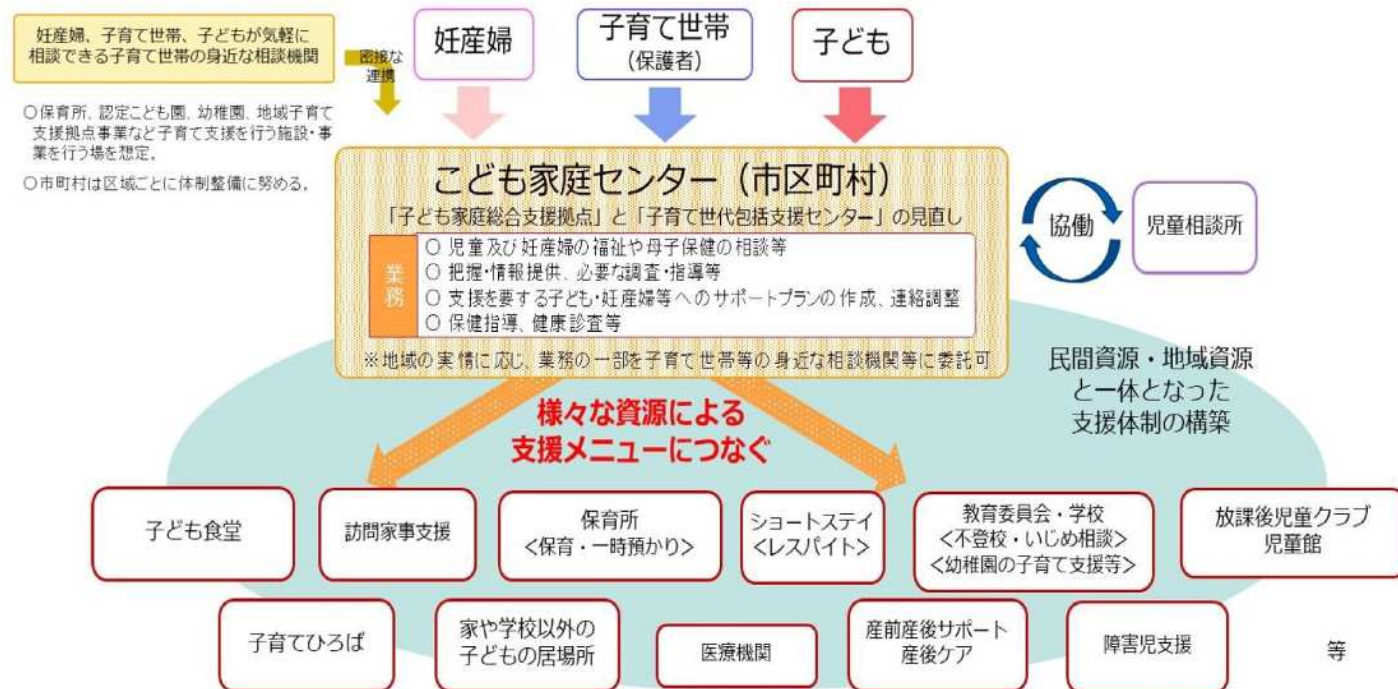 妊産婦、子育て世帯、子どもが気軽に
相談できる子育て世帯の身近な相談機関
密接な
連携
○保育所、認定こども園、幼稚園、地域子育て
支援拠点事業など子育て支援を行う施設・事
業を行う場を想定。
○市町村は区域ごとに体制整備に努める。
妊産婦
子育て世帯
(保護者)
子ども
こども家庭センター（市区町村）
「子ども家庭総合支援拠点」と「子育て世代包括支援センター」の見直し
業務
○ 児童及び妊産婦の福祉や母子保健の相談等
○ 把握・情報提供、必要な調査・指導等
○ 支援を要する子ども・妊産婦等へのサポートプランの作成、連絡調整
○ 保健指導、健康診査等
※地域の実情に応じ、業務の一部を子育て世帯等の身近な相談機関等に委託可
協働
児童相談所
民間資源・地域資源
と一体となった
支援体制の構築
様々な資源による
支援メニューにつなぐ
子ども食堂
訪問家事支援
保育所
<保育・一時預かり>
ショートステイ
<レスパイト>
教育委員会・学校
<不登校・いじめ相談>
<幼稚園の子育て支援等>
放課後児童クラブ
児童館
子育てひろば
家や学校以外の
子どもの居場所
医療機関
産前産後サポート
産後ケア
障害児支援
等